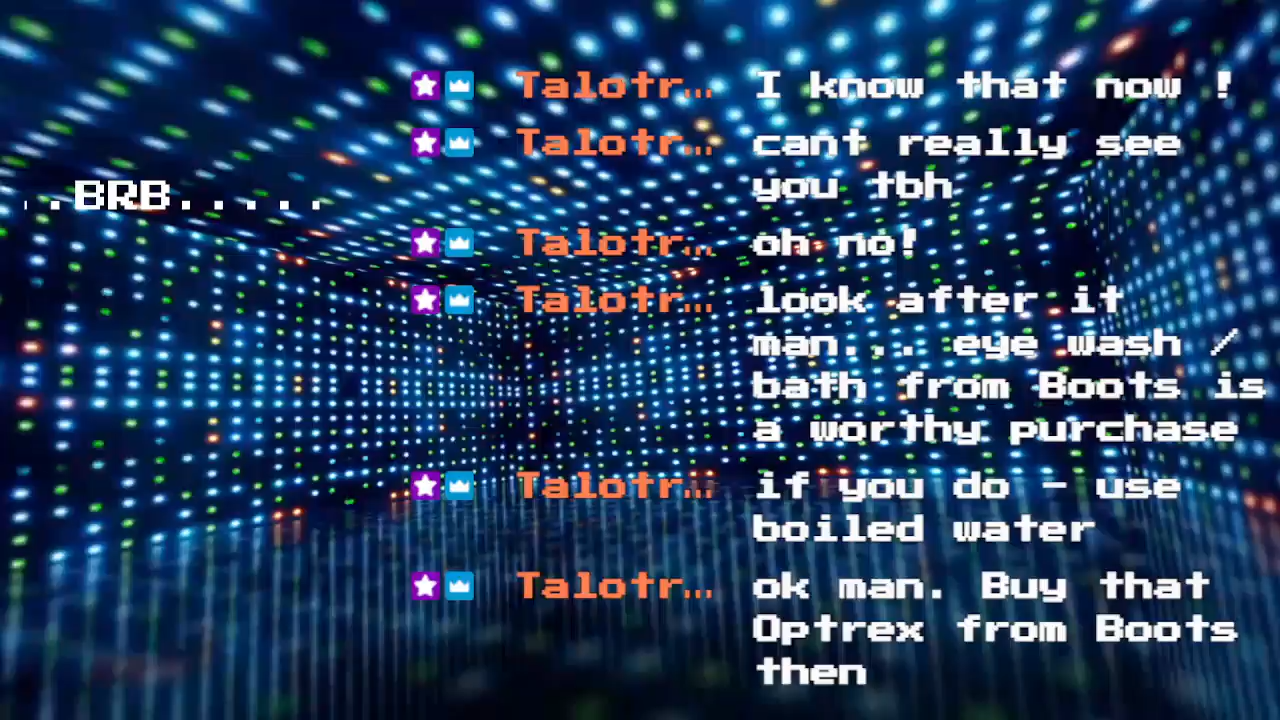 Talotr... I know that now !
Talotr... cant really see
you tbh
..BRB.....
Talotr... oh no!
Talotr... look after it
man... eye wash /
bath from Boots is
a worthy purchase
Talotr... if you do - use
boiled water
Talotr... ok man. Buy that
Optrex from Boots
then